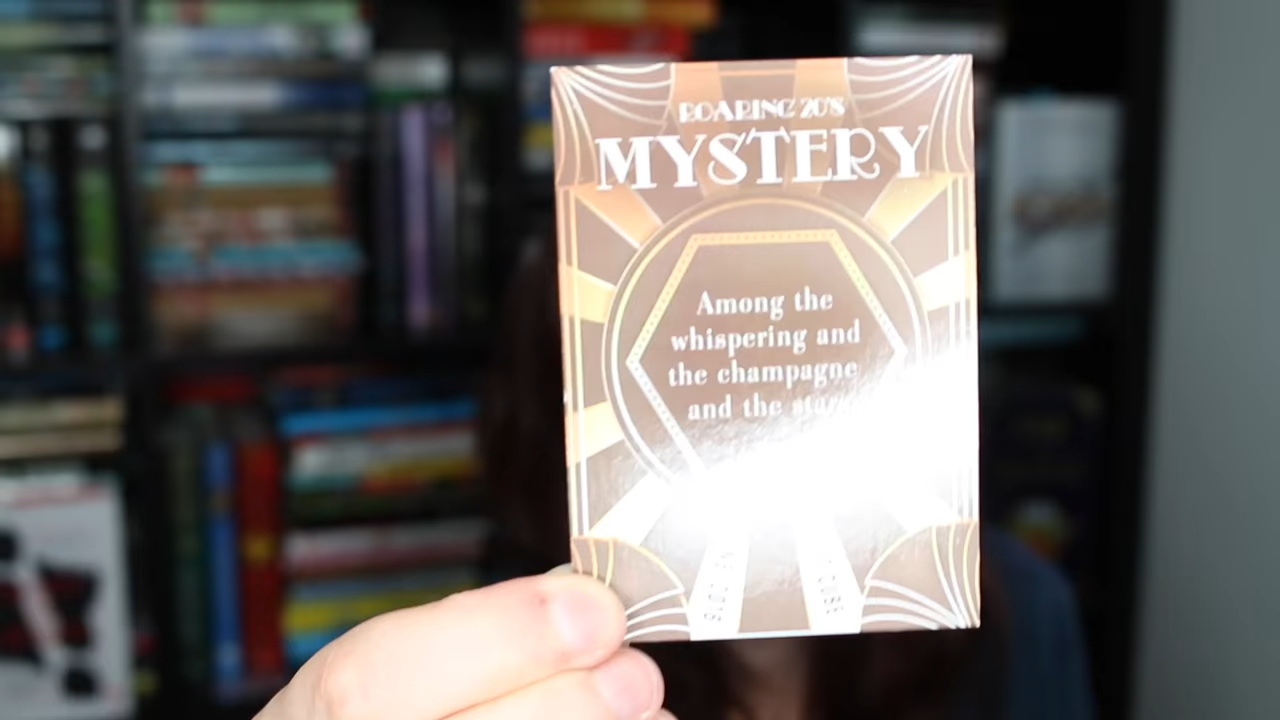 ROARING 20'S
MYSTERY
Among the
whispering and
the champagne
and the